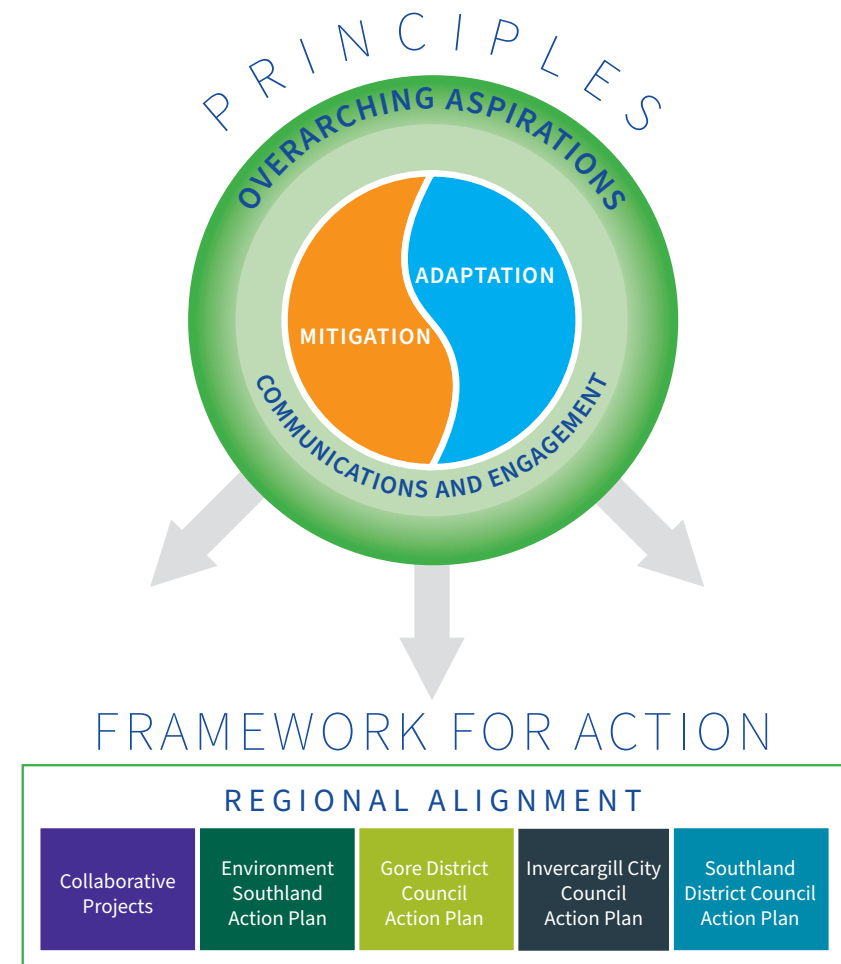 PRINCIPLES
OVERARCHING ASPIRATIONS
ADAPTATION
MITIGATION
COMMUNICATIONS AND ENGAGEMENT
FRAMEWORK FOR ACTION
REGIONAL ALIGNMENT
Collaborative
Projects
Environment
Southland
Action Plan
Gore District
Council
Action Plan
Invercargill City
Council
Action Plan
Southland
District Council
Action Plan